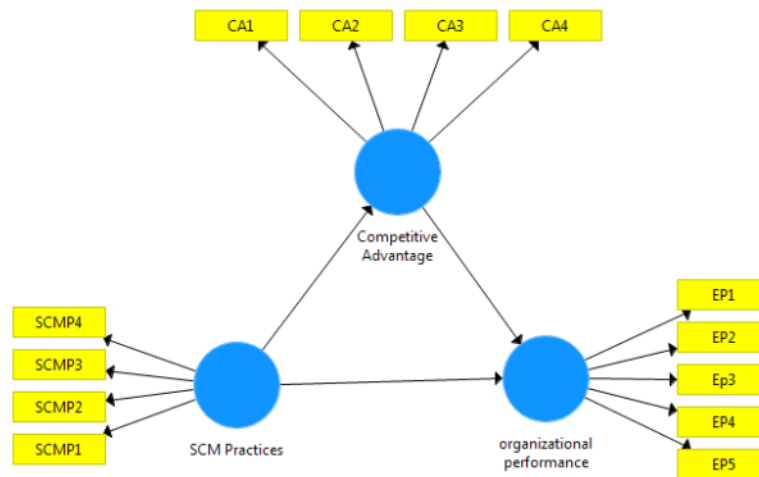 CA1
CA2
CA3
CA4
Competitive
Advantage
SCMP4
SCMP3
SCMP2
SCMP1
SCM Practices
EP1
EP2
Ep3
EP4
EP5
organizational
performance